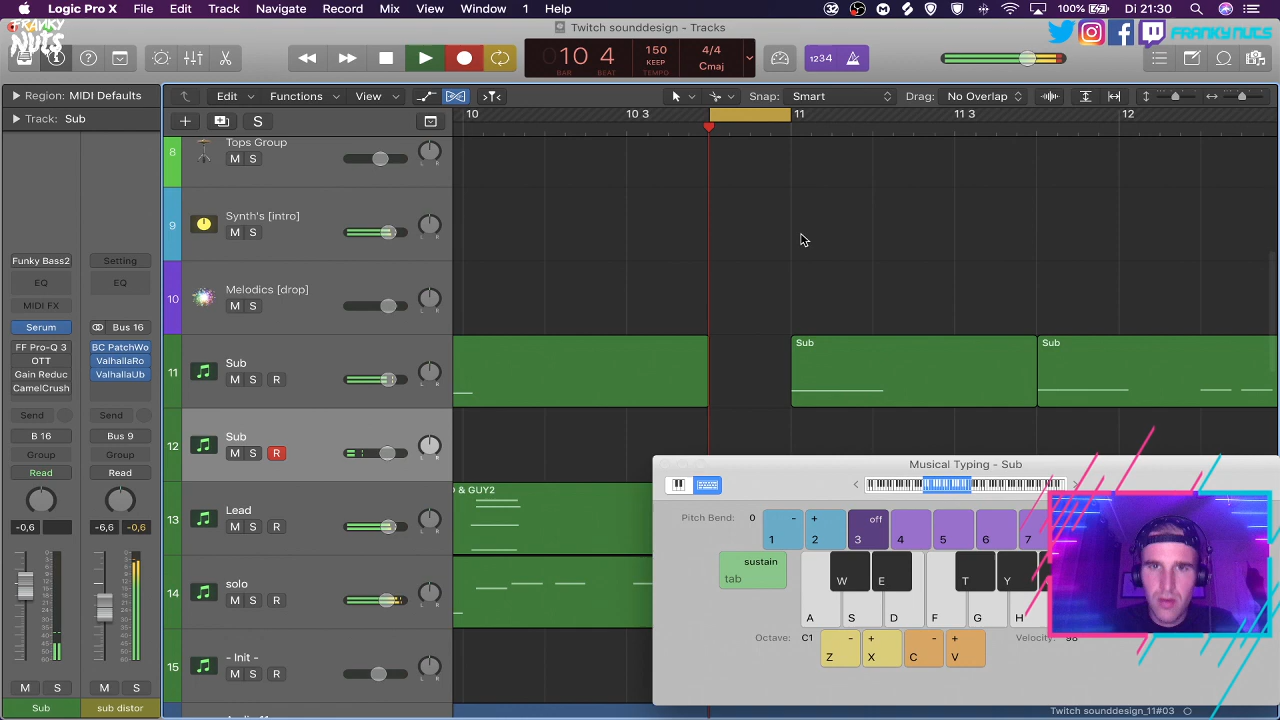 File Edit Track Navigate Record Mix View Window 1 Help
100% Di 21:30
FRANKY NUTS
Twitch sounddesign - Tracks
FRANKY NUTS
10 4
BAR BEAT
150
KEEP
TEMPO
4/4
Cmaj
1234
Region: MIDI Defaults
Edit Functions View
Snap: Smart
Drag: No Overlap
Track: Sub
S
10 10 3 11 11 3 12
8 Tops Group
M S
L R
9 Synth's [intro]
M S
L R
10 Melodics [drop]
M S
L R
11 Sub
M S R
L R
Sub Sub
12 Sub
M S R
L R
13 Lead
M S R
L R
& GUY2
14 solo
M S R
L R
15 - Init -
M S R
L R
Funky Bass2 Setting
EQ EQ
MIDI FX
Serum Bus 16
FF Pro-Q 3 BC PatchWo
OTT ValhallaRo
Gain Reduc ValhallaUb
CamelCrush
Send Send
B 16 Bus 9
Group Group
Read Read
-0,6 -6,6 -0,6
M S M S
Sub sub distor
Musical Typing - Sub
Pitch Bend: 0
- + off
1 2 3 4 5 6 7
sustain
tab
W E T Y
A S D F G H
Octave: C1
- + - +
Z X C V
Velocity: 98
Twitch sounddesign_11#03